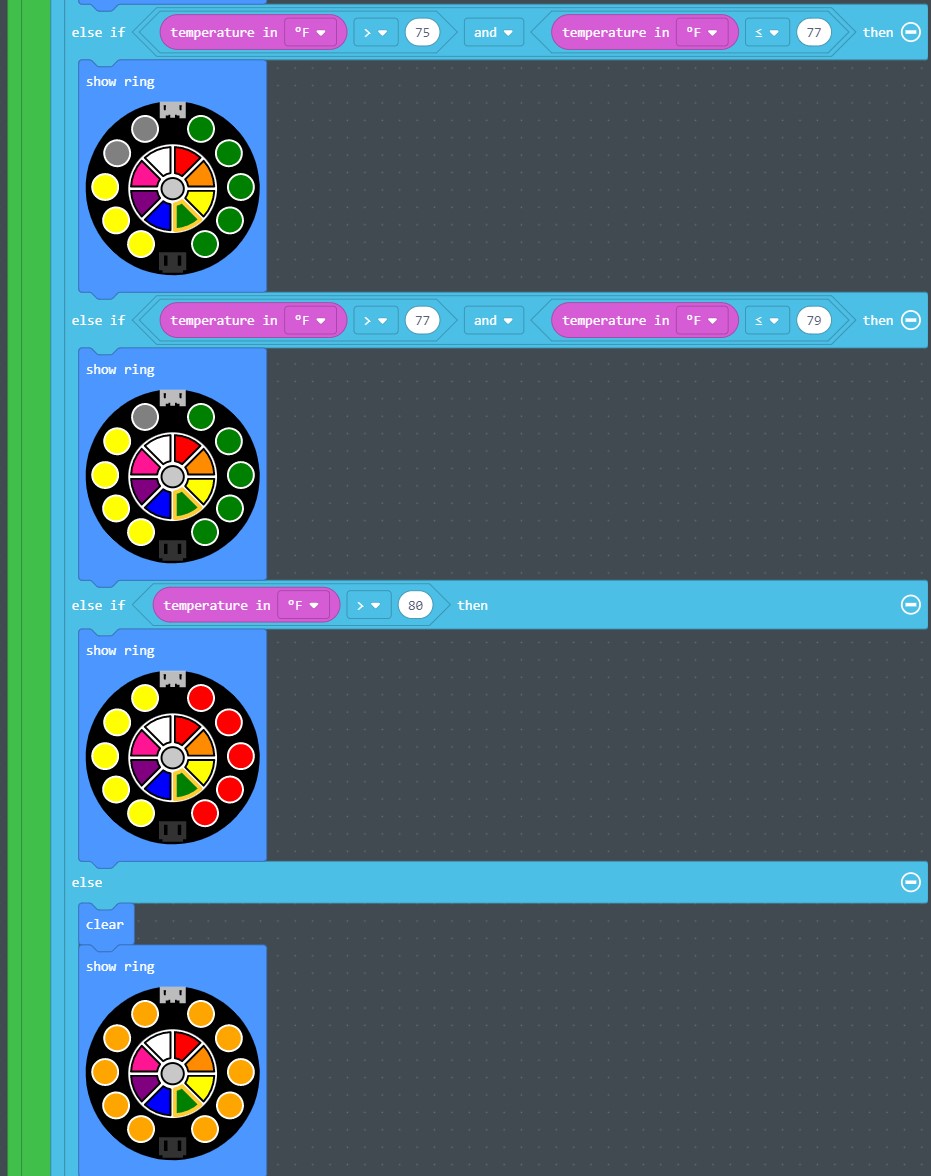 else if temperature in °F > 75 and temperature in °F ≤ 77 then
show ring
else if temperature in °F > 77 and temperature in °F ≤ 79 then
show ring
else if temperature in °F > 80 then
show ring
else
clear
show ring